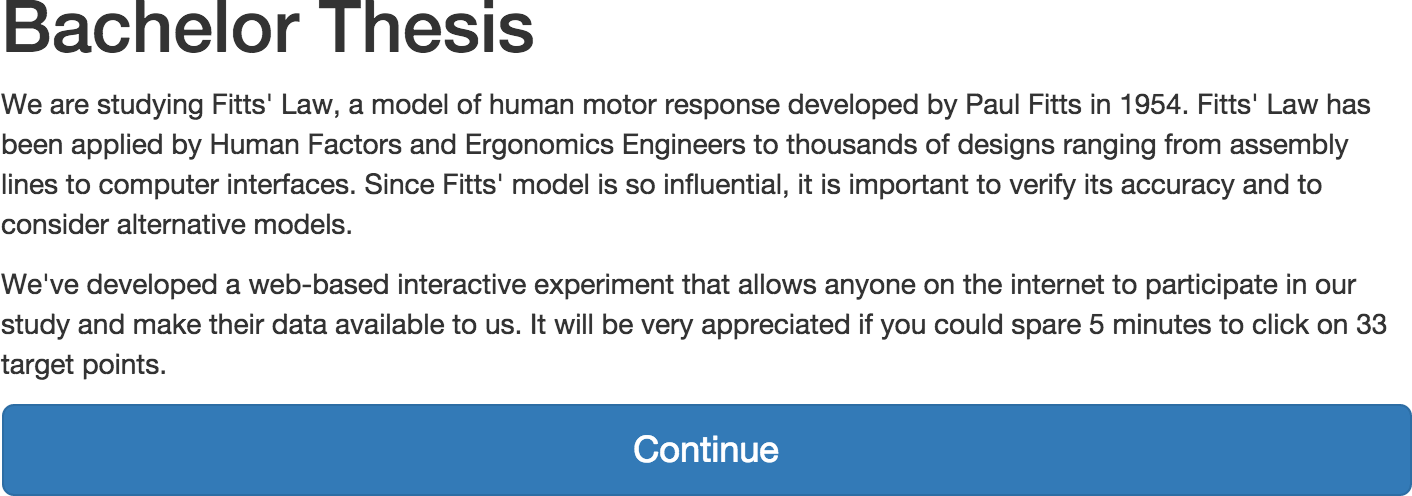 Bachelor Thesis
We are studying Fitts' Law, a model of human motor response developed by Paul Fitts in 1954. Fitts' Law has
been applied by Human Factors and Ergonomics Engineers to thousands of designs ranging from assembly
lines to computer interfaces. Since Fitts' model is so influential, it is important to verify its accuracy and to
consider alternative models.
We've developed a web-based interactive experiment that allows anyone on the internet to participate in our
study and make their data available to us. It will be very appreciated if you could spare 5 minutes to click on 33
target points.
Continue